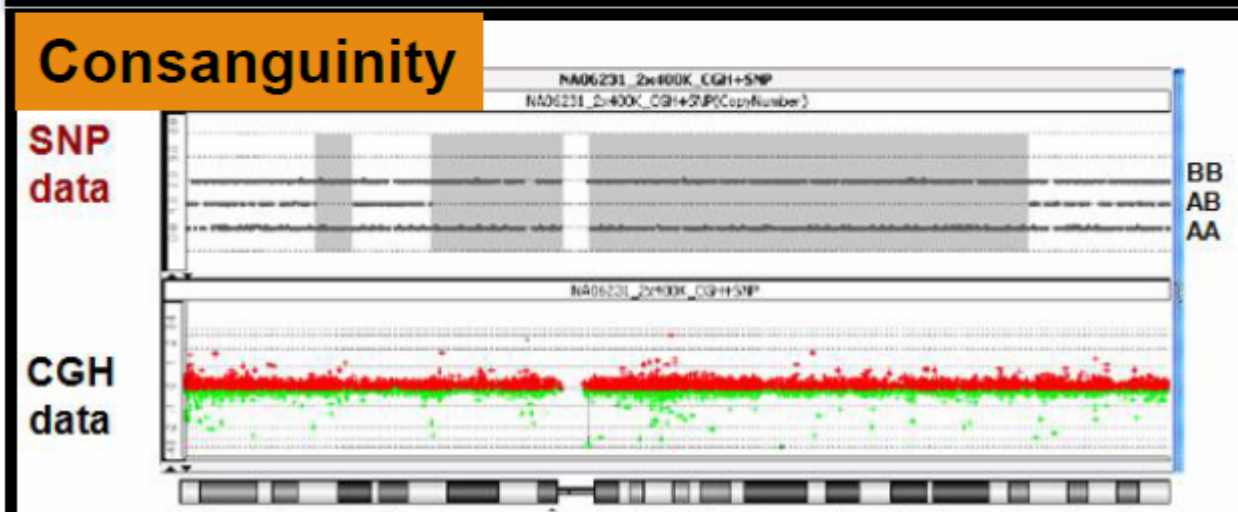 Consanguinity
NA06231_2x400K_CGH+SNP
NA06231_2x400K_CGH+SNP(CopyNumber)
SNP
data
BB
AB
AA
NA06231_2x400K_CGH+SNP
CGH
data